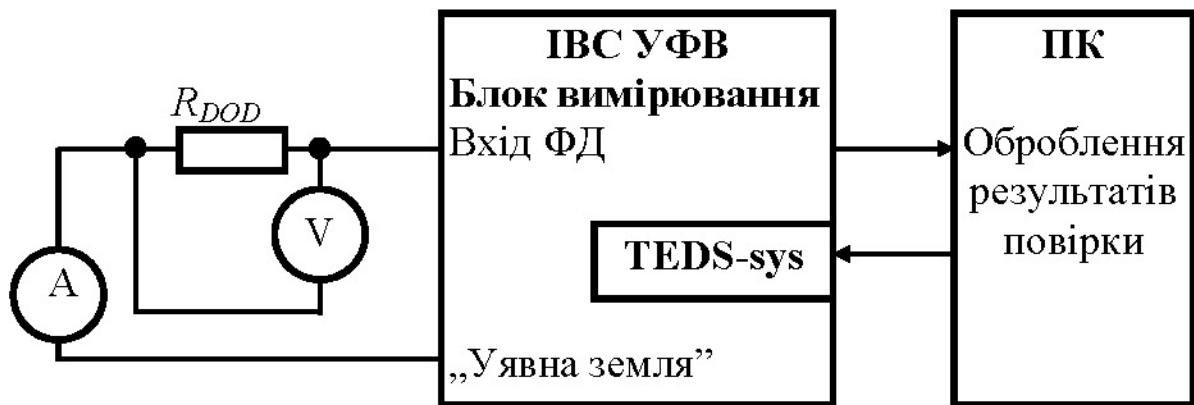 R_DOD
A
V
ІВС УФВ
Блок вимірювання
Вхід ФД
TEDS-sys
„Уявна земля”
ПК
Оброблення
результатів
повірки